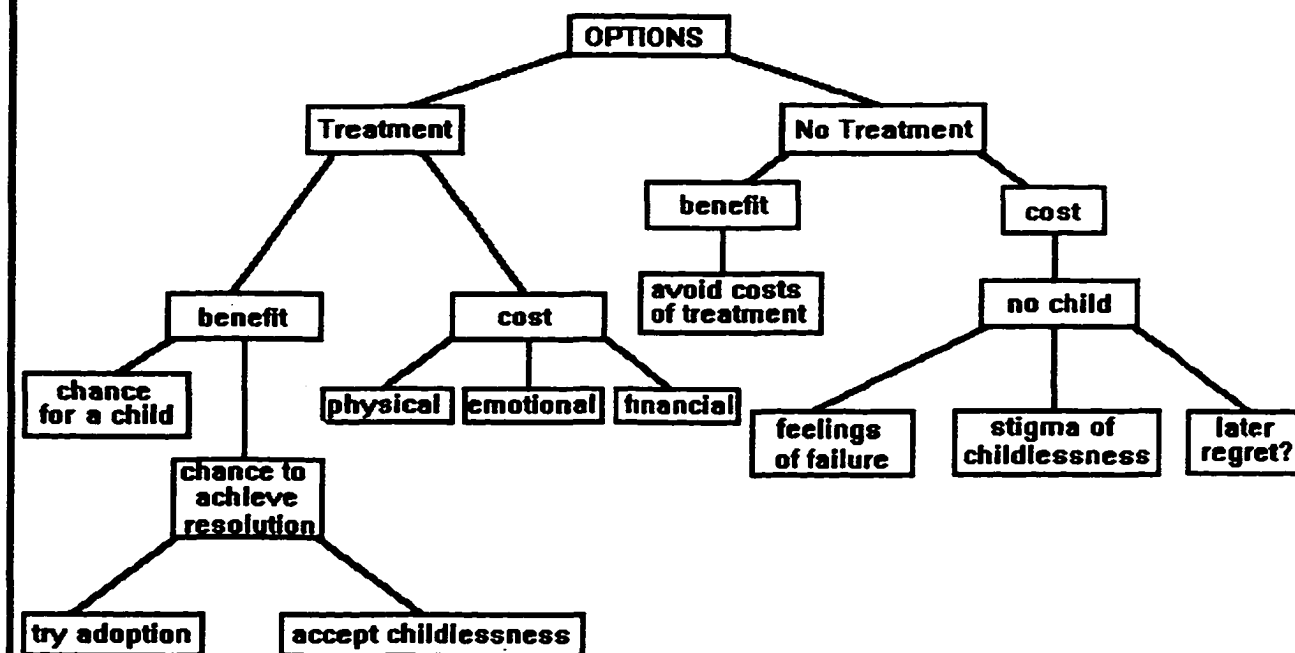 OPTIONS
Treatment
No Treatment
benefit
cost
avoid costs
of treatment
no child
benefit
cost
chance
for a child
physical
emotional
financial
feelings
of failure
stigma of
childlessness
later
regret?
chance to
achieve
resolution
try adoption
accept childlessness